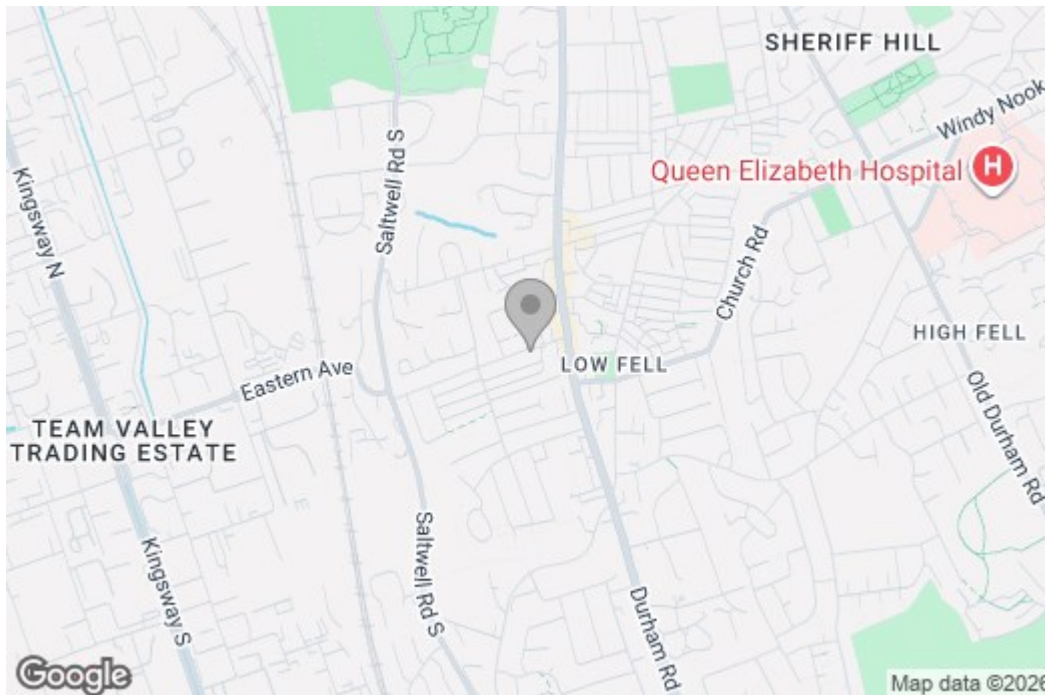 SHERIFF HILL
Windy Nook
Queen Elizabeth Hospital
H
Kingsway N
Saltwell Rd S
Church Rd
HIGH FELL
LOW FELL
Eastern Ave
Old Durham Rd
TEAM VALLEY
TRADING ESTATE
Kingsway S
Saltwell Rd S
Durham Rd
Google
Map data ©2026